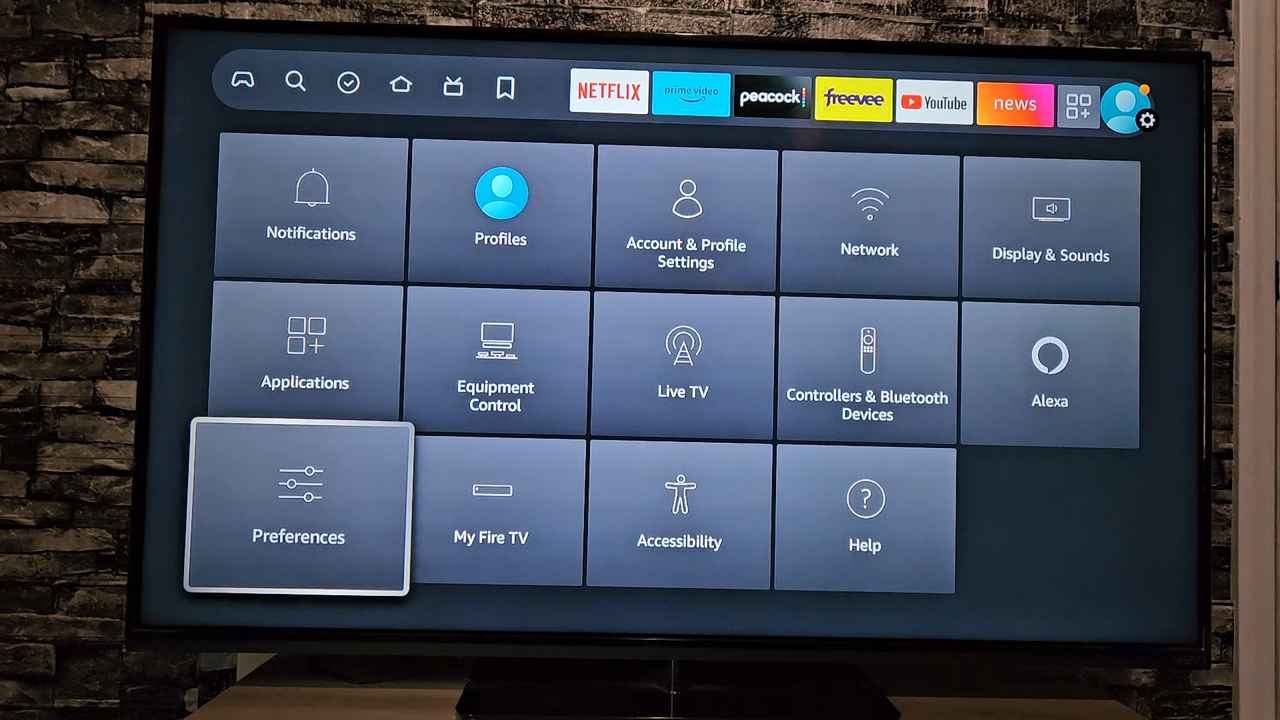 NETFLIX
prime video
peacock
freevee
YouTube
news
Notifications
Profiles
Account & Profile
Settings
Network
Display & Sounds
Applications
Equipment
Control
Live TV
Controllers & Bluetooth
Devices
Alexa
Preferences
My Fire TV
Accessibility
?
Help